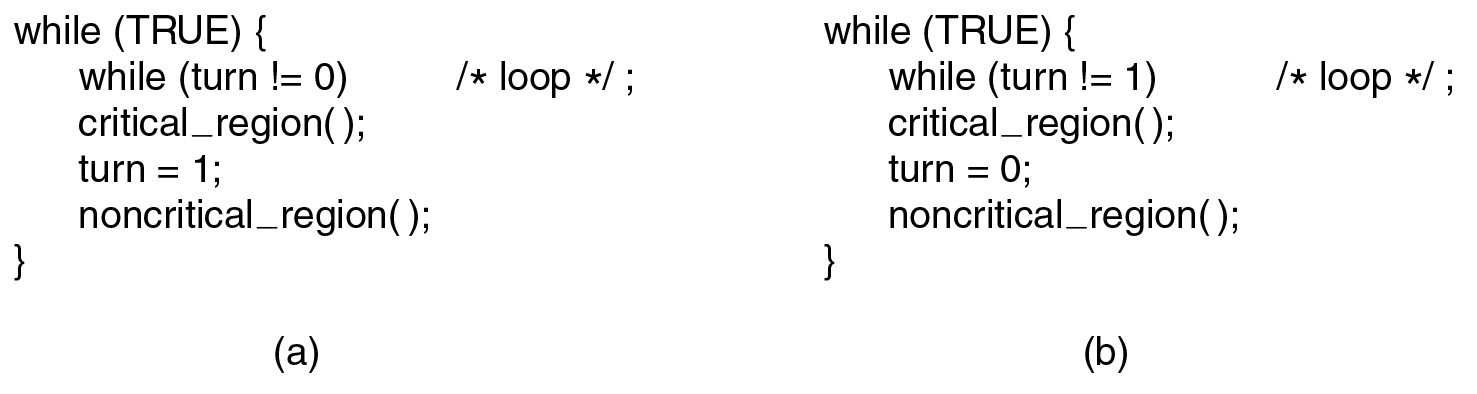 while (TRUE) {
while (turn != 0) /* loop */ ;
critical_region( );
turn = 1;
noncritical_region( );
}
(a)
while (TRUE) {
while (turn != 1) /* loop */ ;
critical_region( );
turn = 0;
noncritical_region( );
}
(b)